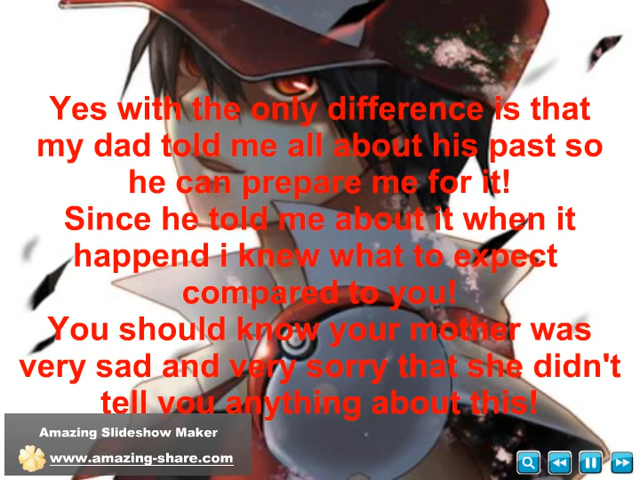 Yes with the only difference is that
my dad told me all about his past so
he can prepare me for it!
Since he told me about it when it
happend i knew what to expect
compared to you!
You should know your mother was
very sad and very sorry that she didn't
tell you anything about this!
Amazing Slideshow Maker
www.amazing-share.com